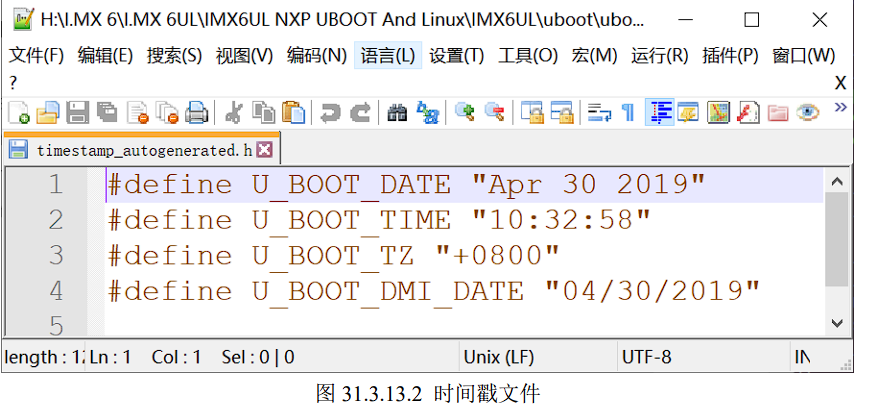 H:\I.MX 6\I.MX 6UL\IMX6UL NXP UBOOT And Linux\IMX6UL\uboot\ubo...
文件(F) 编辑(E) 搜索(S) 视图(V) 编码(N) 语言(L) 设置(T) 工具(O) 宏(M) 运行(R) 插件(P) 窗口(W)
? X
timestamp_autogenerated.h
1 #define U_BOOT_DATE "Apr 30 2019"
2 #define U_BOOT_TIME "10:32:58"
3 #define U_BOOT_TZ "+0800"
4 #define U_BOOT_DMI_DATE "04/30/2019"
5
length : 12 Ln : 1 Col : 1 Sel : 0 | 0 Unix (LF) UTF-8 IN
图 31.3.13.2 时间戳文件